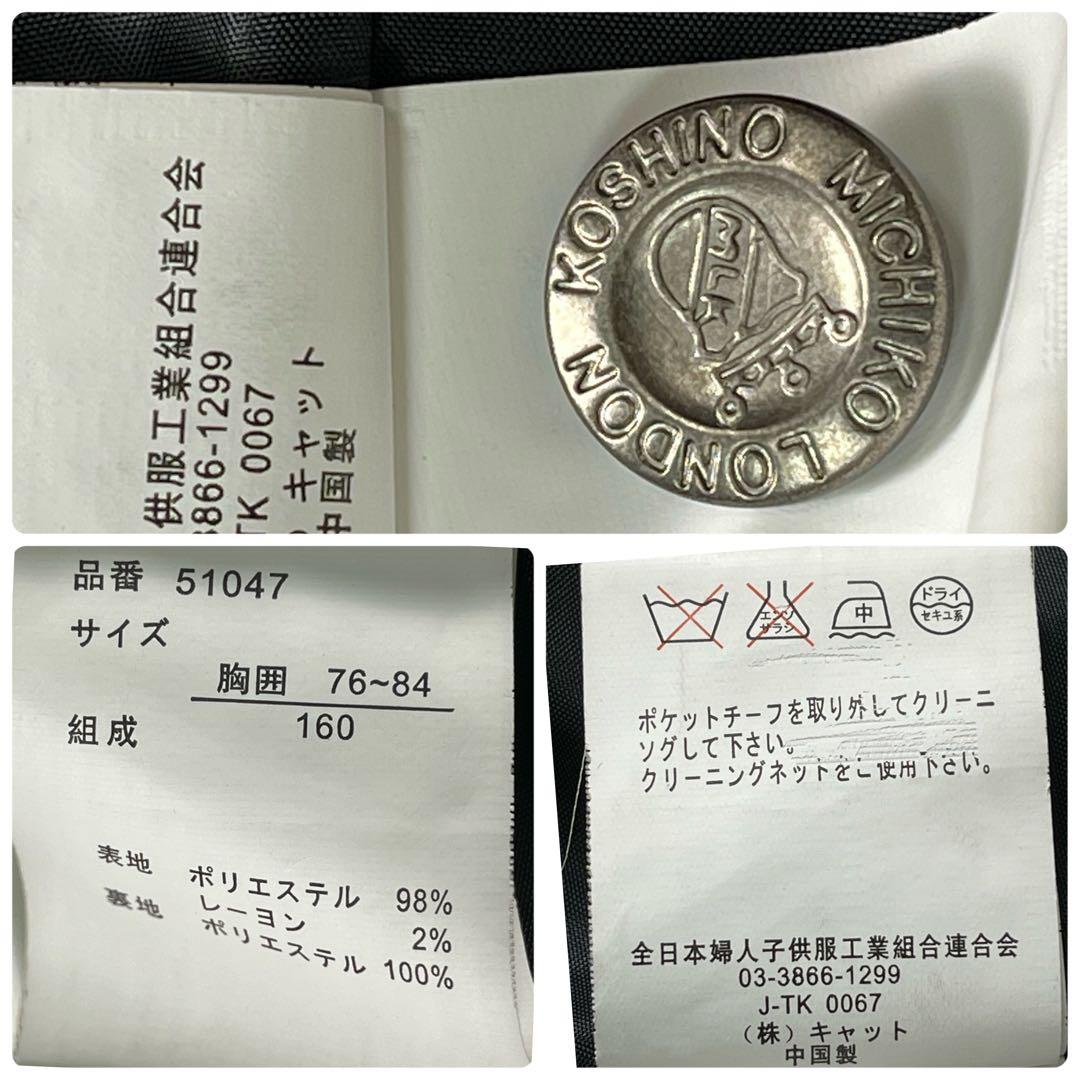 供服工業組合連合会
3866-1299
TK 0067
キャット
中国製
MICHIKO LONDON KOSHINO
LONDON
品番 51047
サイズ
胸囲 76~84
160
組成
表地 ポリエステル 98%
レーヨン 2%
裏地 ポリエステル 100%
エンソ
サラシ
中
ドライ
セキユ系
ポケットチーフを取り外してクリーニ
ソグして下さい。
クリーニングネットをご使用下さい。
全日本婦人子供服工業組合連合会
03-3866-1299
J-TK 0067
（株）キャット
中国製